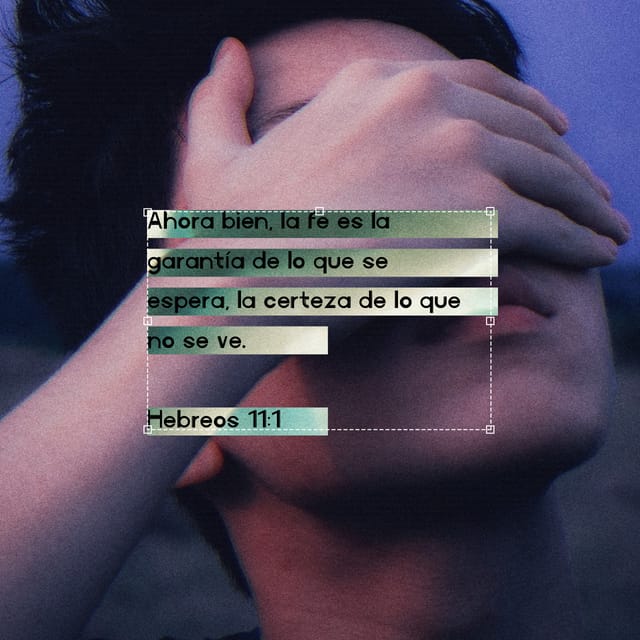 Ahora bien, la fe es la
garantía de lo que se
espera, la certeza de lo que
no se ve.
Hebreos 11:1